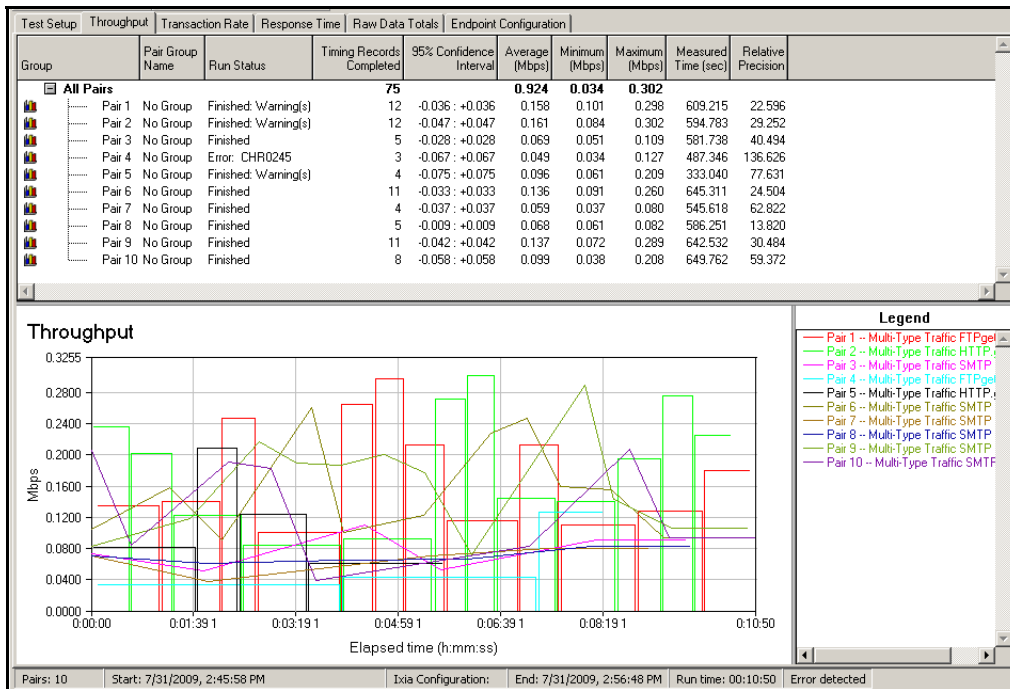 Test Setup Throughput Transaction Rate Response Time Raw Data Totals Endpoint Configuration
Group Pair Group Name Run Status Timing Records Completed 95% Confidence Interval Average (Mbps) Minimum (Mbps) Maximum (Mbps) Measured Time (sec) Relative Precision
All Pairs 75 0.924 0.034 0.302
Pair 1 No Group Finished: Warning(s) 12 -0.036 : +0.036 0.158 0.101 0.298 609.215 22.596
Pair 2 No Group Finished: Warning(s) 12 -0.047 : +0.047 0.161 0.084 0.302 594.783 29.252
Pair 3 No Group Finished 5 -0.028 : +0.028 0.069 0.051 0.109 581.738 40.494
Pair 4 No Group Error: CHR0245 3 -0.067 : +0.067 0.049 0.034 0.127 487.346 136.626
Pair 5 No Group Finished: Warning(s) 4 -0.075 : +0.075 0.096 0.061 0.209 333.040 77.631
Pair 6 No Group Finished 11 -0.033 : +0.033 0.136 0.091 0.260 645.311 24.504
Pair 7 No Group Finished 4 -0.037 : +0.037 0.059 0.037 0.080 545.618 62.822
Pair 8 No Group Finished 5 -0.009 : +0.009 0.068 0.061 0.082 586.251 13.820
Pair 9 No Group Finished 11 -0.042 : +0.042 0.137 0.072 0.289 642.532 30.484
Pair 10 No Group Finished 8 -0.058 : +0.058 0.099 0.038 0.208 649.762 59.372
Throughput
0.3255
0.2800
0.2400
0.2000
0.1600
0.1200
0.0800
0.0400
0.0000
Mbps
0:00:00 0:01:39 1 0:03:19 1 0:04:59 1 0:06:39 1 0:08:19 1 0:10:50
Elapsed time (h:mm:ss)
Legend
Pair 1 -- Multi-Type Traffic FTPget
Pair 2 -- Multi-Type Traffic HTTP.g
Pair 3 -- Multi-Type Traffic SMTP
Pair 4 -- Multi-Type Traffic FTPget
Pair 5 -- Multi-Type Traffic HTTP.g
Pair 6 -- Multi-Type Traffic SMTP
Pair 7 -- Multi-Type Traffic SMTP
Pair 8 -- Multi-Type Traffic SMTP
Pair 9 -- Multi-Type Traffic SMTP
Pair 10 -- Multi-Type Traffic SMTP
Pairs: 10 Start: 7/31/2009, 2:45:58 PM Ixia Configuration: End: 7/31/2009, 2:56:48 PM Run time: 00:10:50 Error detected